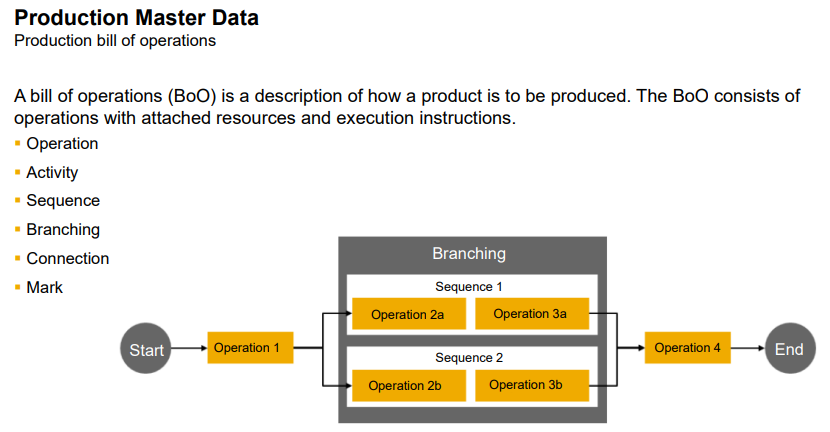 Production Master Data
Production bill of operations
A bill of operations (BoO) is a description of how a product is to be produced. The BoO consists of
operations with attached resources and execution instructions.
Operation
Activity
Sequence
Branching
Connection
Mark
Branching
Sequence 1
Operation 2a
Operation 3a
Start
Operation 1
Operation 4
End
Sequence 2
Operation 2b
Operation 3b